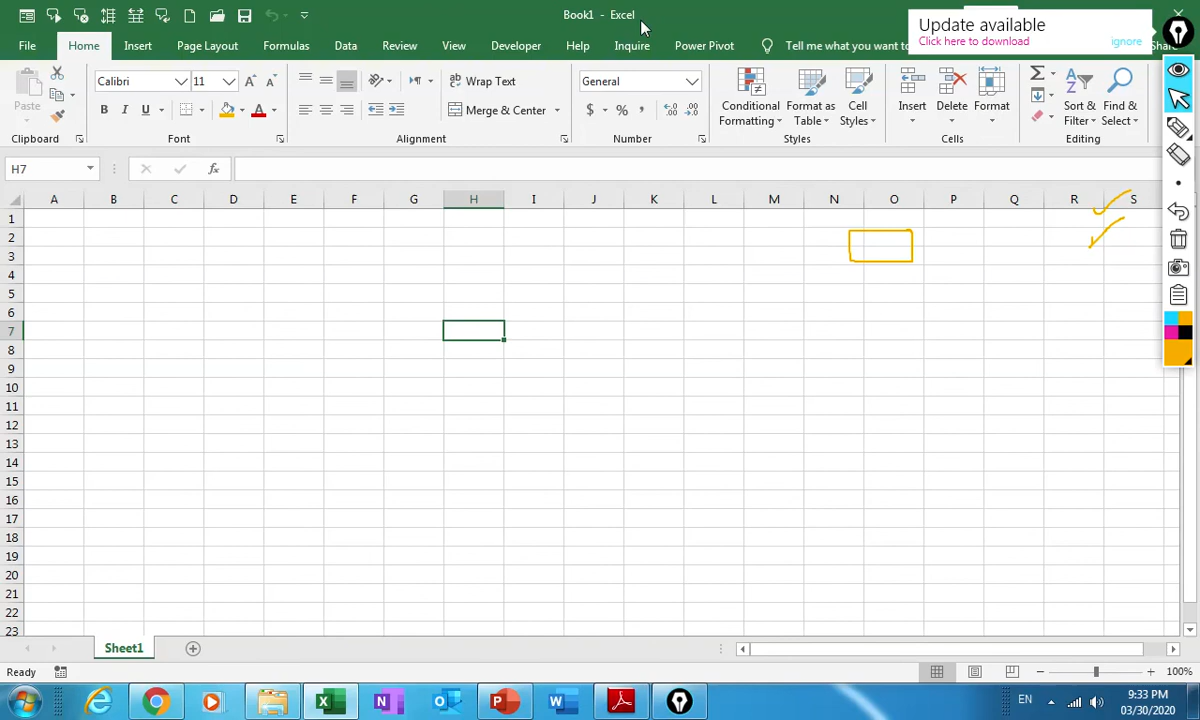 Book1 - Excel
Update available
Click here to download ignore
File Home Insert Page Layout Formulas Data Review View Developer Help Inquire Power Pivot Tell me what you want to Share
Calibri 11 Wrap Text General
Paste B I U Merge & Center $ % , Conditional Formatting Format as Table Cell Styles Insert Delete Format Sort & Filter Find & Select
Clipboard Font Alignment Number Styles Cells Editing
H7 fx
A B C D E F G H I J K L M N O P Q R S
1
2
3
4
5
6
7
8
9
10
11
12
13
14
15
16
17
18
19
20
21
22
23
Sheet1
Ready 100%
EN 9:33 PM
03/30/2020